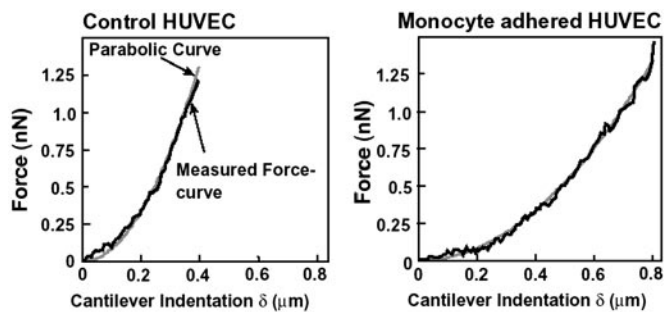 Control HUVEC
Parabolic Curve
Measured Force-
curve
Force (nN)
1.25
1.0
0.75
0.5
0.25
0
0 0.2 0.4 0.6 0.8
Cantilever Indentation δ (μm)
Monocyte adhered HUVEC
Force (nN)
1.25
1.0
0.75
0.5
0.25
0
0 0.2 0.4 0.6 0.8
Cantilever Indentation δ (μm)